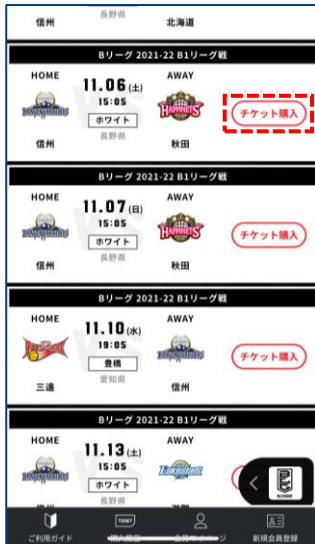 長野県
信州
北海道
Bリーグ 2021-22 B1リーグ戦
HOME
11.06(土)
AWAY
15:05
HAPPINETS
チケット購入
ホワイト
長野県
信州
秋田
Bリーグ 2021-22 B1リーグ戦
HOME
11.07(日)
AWAY
15:05
HAPPINETS
チケット購入
ホワイト
長野県
信州
秋田
Bリーグ 2021-22 B1リーグ戦
HOME
11.10(水)
AWAY
19:05
チケット購入
豊橋
愛知県
三遠
信州
Bリーグ 2021-22 B1リーグ戦
HOME
11.13(土)
AWAY
15:05
Lakestars
ホワイト
長野県
TICKET
ご利用ガイド
新規会員登録